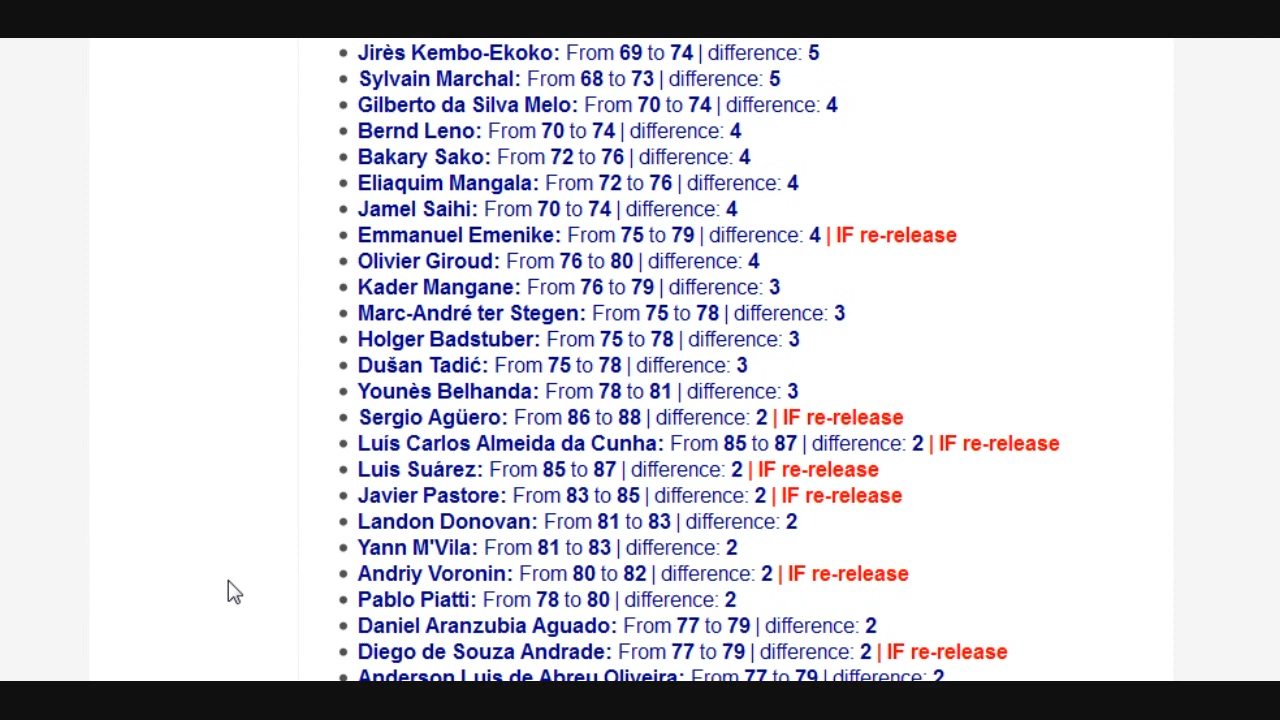 Jirès Kembo-Ekoko: From 69 to 74 | difference: 5
Sylvain Marchal: From 68 to 73 | difference: 5
Gilberto da Silva Melo: From 70 to 74 | difference: 4
Bernd Leno: From 70 to 74 | difference: 4
Bakary Sako: From 72 to 76 | difference: 4
Eliaquim Mangala: From 72 to 76 | difference: 4
Jamel Saihi: From 70 to 74 | difference: 4
Emmanuel Emenike: From 75 to 79 | difference: 4 | IF re-release
Olivier Giroud: From 76 to 80 | difference: 4
Kader Mangane: From 76 to 79 | difference: 3
Marc-André ter Stegen: From 75 to 78 | difference: 3
Holger Badstuber: From 75 to 78 | difference: 3
Dušan Tadić: From 75 to 78 | difference: 3
Younès Belhanda: From 78 to 81 | difference: 3
Sergio Agüero: From 86 to 88 | difference: 2 | IF re-release
Luís Carlos Almeida da Cunha: From 85 to 87 | difference: 2 | IF re-release
Luis Suárez: From 85 to 87 | difference: 2 | IF re-release
Javier Pastore: From 83 to 85 | difference: 2 | IF re-release
Landon Donovan: From 81 to 83 | difference: 2
Yann M'Vila: From 81 to 83 | difference: 2
Andriy Voronin: From 80 to 82 | difference: 2 | IF re-release
Pablo Piatti: From 78 to 80 | difference: 2
Daniel Aranzubia Aguado: From 77 to 79 | difference: 2
Diego de Souza Andrade: From 77 to 79 | difference: 2 | IF re-release
Anderson Luis de Abreu Oliveira: From 77 to 79 | difference: 2